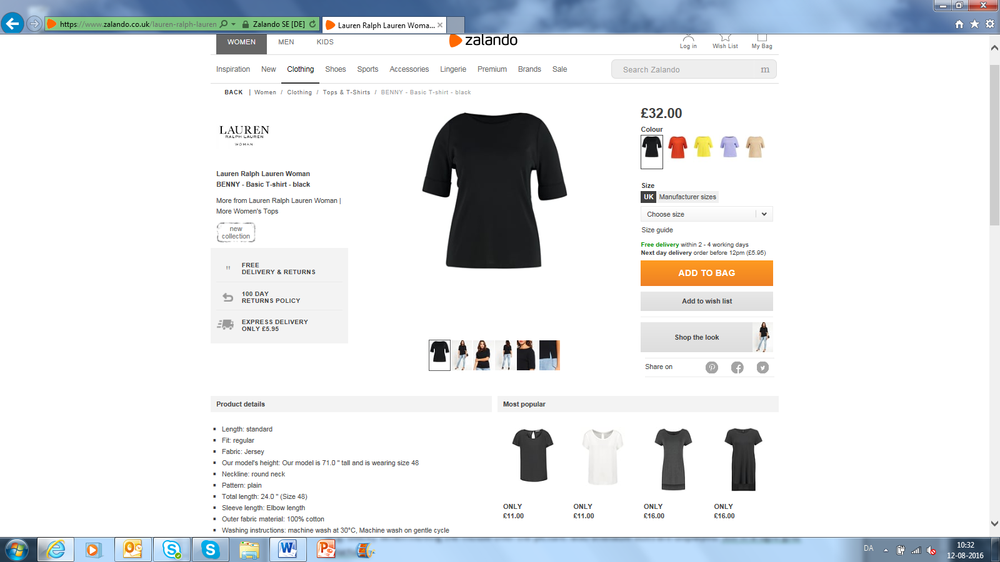 https://www.zalando.co.uk/lauren-ralph-lauren
Zalando SE [DE]
Lauren Ralph Lauren Woma...
WOMEN
MEN
KIDS
zalando
Log in
Wish List
My Bag
Inspiration
New
Clothing
Shoes
Sports
Accessories
Lingerie
Premium
Brands
Sale
Search Zalando
m
BACK | Women / Clothing / Tops & T-Shirts / BENNY - Basic T-shirt - black
LAUREN
RALPH LAUREN
WOMAN
Lauren Ralph Lauren Woman
BENNY - Basic T-shirt - black
More from Lauren Ralph Lauren Woman |
More Women's Tops
new
collection
"
FREE
DELIVERY & RETURNS
100 DAY
RETURNS POLICY
EXPRESS DELIVERY
ONLY £5.95
£32.00
Colour
Size
UK Manufacturer sizes
Choose size
Size guide
Free delivery within 2 - 4 working days
Next day delivery order before 12pm (£5.95)
ADD TO BAG
Add to wish list
Shop the look
Share on
Product details
Length: standard
Fit: regular
Fabric: Jersey
Our model's height: Our model is 71.0 " tall and is wearing size 48
Neckline: round neck
Pattern: plain
Total length: 24.0 " (Size 48)
Sleeve length: Elbow length
Outer fabric material: 100% cotton
Washing instructions: machine wash at 30°C, Machine wash on gentle cycle
Most popular
ONLY
£11.00
ONLY
£11.00
ONLY
£16.00
ONLY
£16.00
DA
10:32
12-08-2016